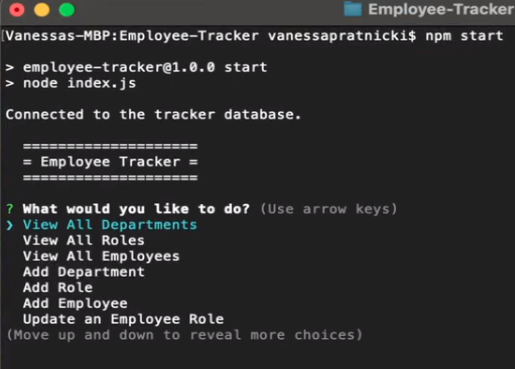 Employee-Tracker
[Vanessas-MBP:Employee-Tracker vanessapratnicki$ npm start
> employee-tracker@1.0.0 start
> node index.js
Connected to the tracker database.
=====================
= Employee Tracker =
=====================
? What would you like to do? (Use arrow keys)
❯ View All Departments
View All Roles
View All Employees
Add Department
Add Role
Add Employee
Update an Employee Role
(Move up and down to reveal more choices)